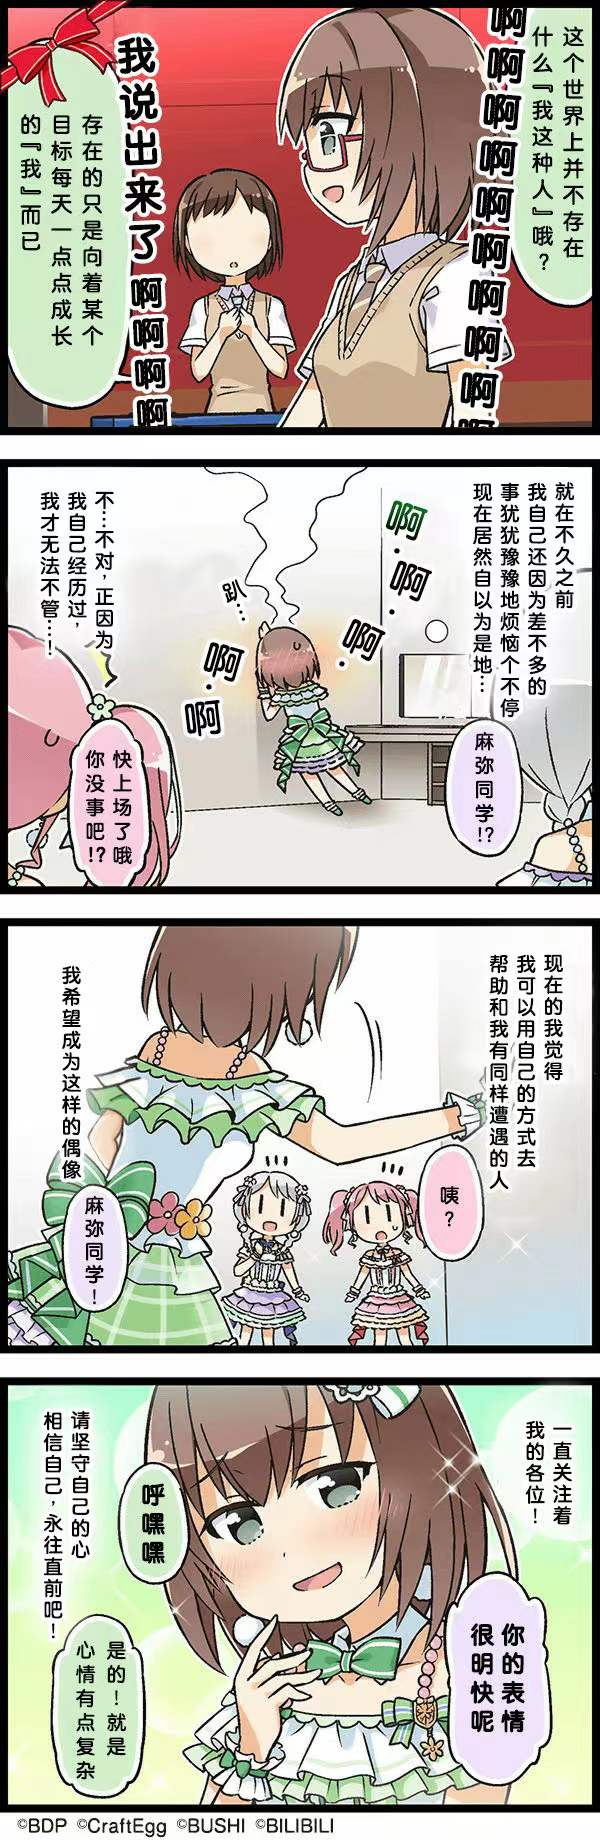 这个世界上并不存在
什么『我这种人』哦？
啊啊啊啊啊啊啊啊啊啊
我说出来了啊啊啊啊
存在的只是向着某个
目标每天一点点成长
的『我』而已
就在不久之前
我自己还因为差不多的
事犹犹豫豫地烦恼个不停
现在居然自以为是地…
麻弥同学!?
啊·啊·啊·啊·啊
趴…
不…不对，正因为
我自己经历过，
我才无法不管…！
快上场了哦
你没事吧!?
现在的我觉得
我可以用自己的方式去
帮助和我有同样遭遇的人
咦？
我希望成为这样的偶像
麻弥同学！
一直关注着
我的各位！
你的表情
很明快呢
呼嘿嘿
请坚守自己的心
相信自己，永往直前吧！
是的！就是
心情有点复杂
©BDP ©CraftEgg ©BUSHI ©BILIBILI